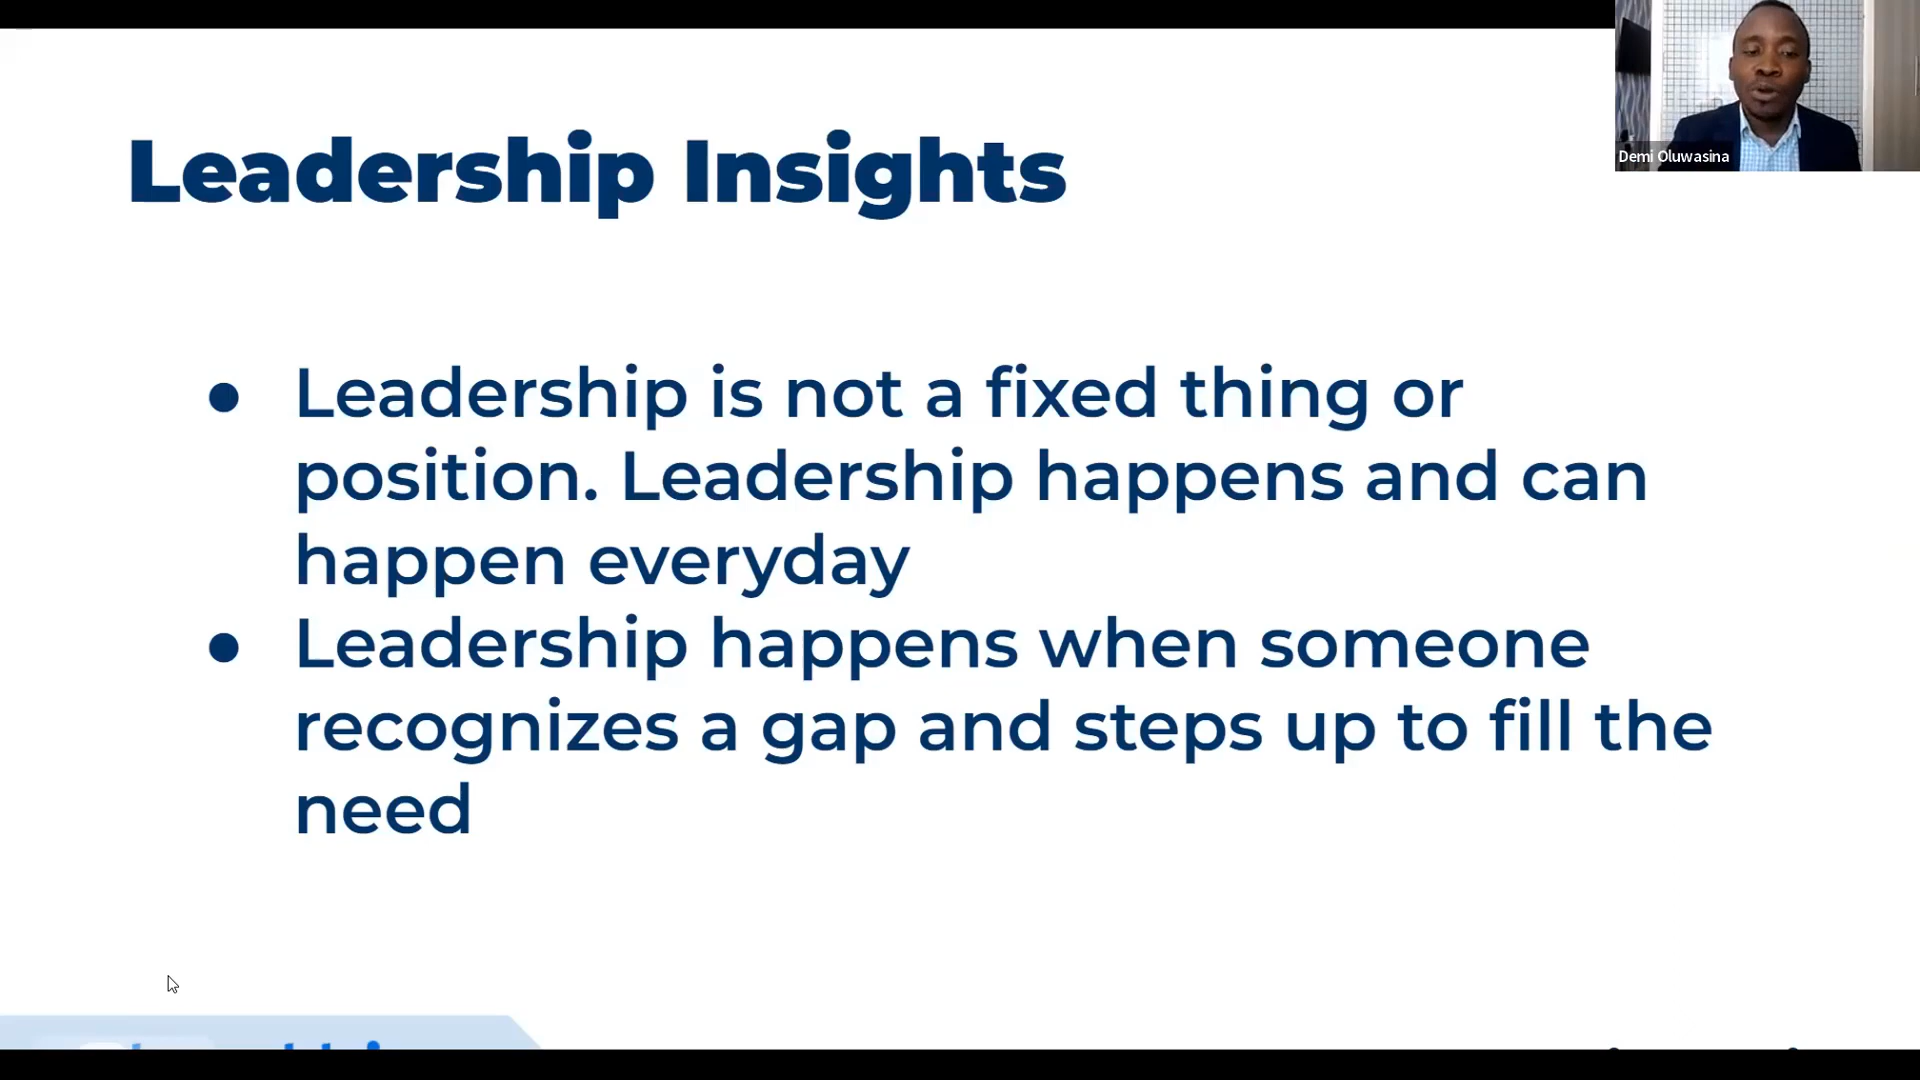 Leadership Insights
Demi Oluwasina
● Leadership is not a fixed thing or
position. Leadership happens and can
happen everyday
● Leadership happens when someone
recognizes a gap and steps up to fill the
need